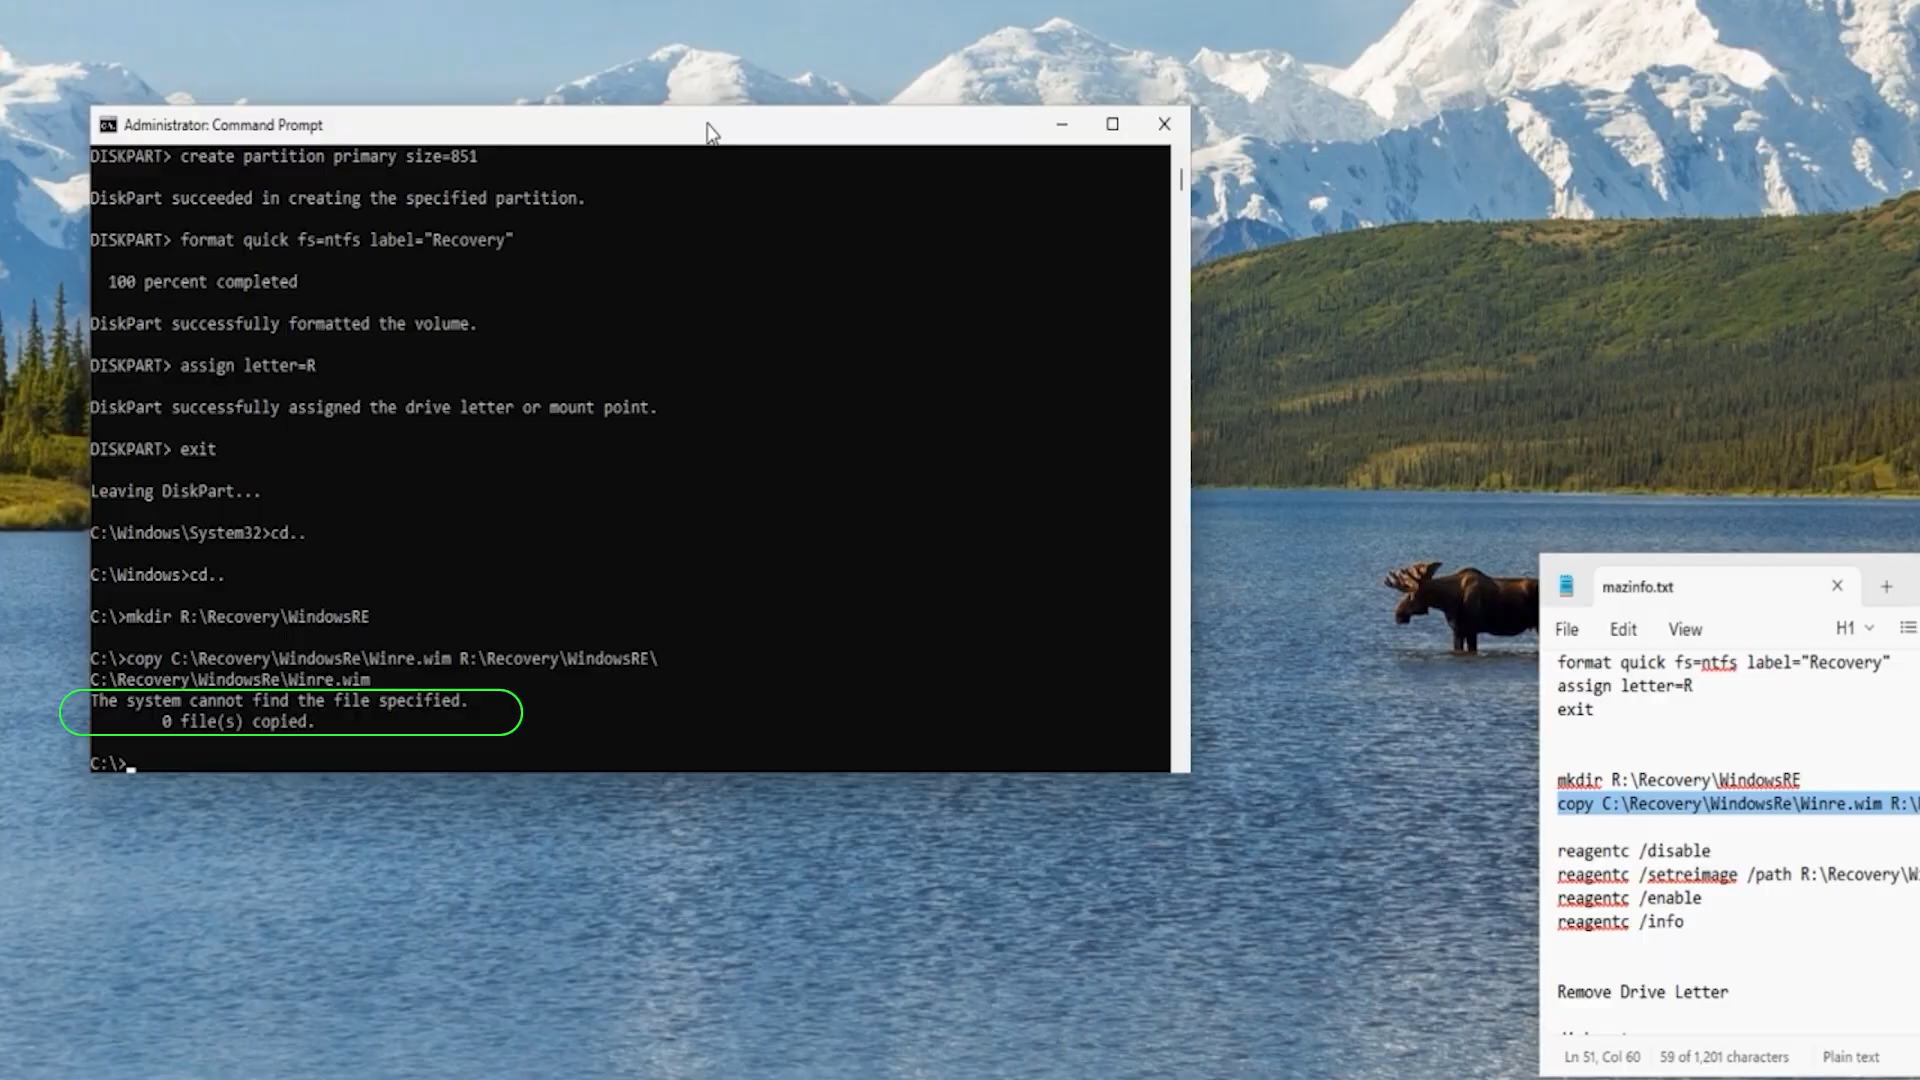 Administrator: Command Prompt
DISKPART> create partition primary size=851
DiskPart succeeded in creating the specified partition.
DISKPART> format quick fs=ntfs label="Recovery"
100 percent completed
DiskPart successfully formatted the volume.
DISKPART> assign letter=R
DiskPart successfully assigned the drive letter or mount point.
DISKPART> exit
Leaving DiskPart...
C:\Windows\System32>cd..
C:\Windows>cd..
C:\>mkdir R:\Recovery\WindowsRE
C:\>copy C:\Recovery\WindowsRe\Winre.wim R:\Recovery\WindowsRE\
C:\Recovery\WindowsRe\Winre.wim
The system cannot find the file specified.
0 file(s) copied.
C:\>
mazinfo.txt
File Edit View H1
format quick fs=ntfs label="Recovery"
assign letter=R
exit
mkdir R:\Recovery\WindowsRE
copy C:\Recovery\WindowsRe\Winre.wim R:\
reagentc /disable
reagentc /setreimage /path R:\Recovery\W
reagentc /enable
reagentc /info
Remove Drive Letter
Ln 51, Col 60 59 of 1,201 characters Plain text